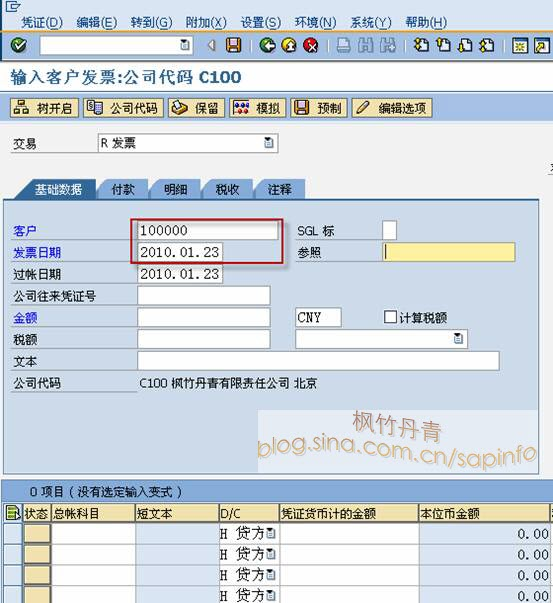 凭证(D) 编辑(E) 转到(G) 附加(X) 设置(S) 环境(N) 系统(Y) 帮助(H)
输入客户发票:公司代码 C100
树开启 公司代码 保留 模拟 预制 编辑选项
交易 R 发票
基础数据 付款 明细 税收 注释
客户 100000 SGL 标
发票日期 2010.01.23 参照
过帐日期 2010.01.23
公司往来凭证号
金额 CNY 计算税额
税额
文本
公司代码 C100 枫竹丹青有限责任公司 北京
枫竹丹青
blog.sina.com.cn/sapinfo
0 项目 (没有选定输入变式)
状态 总帐科目 短文本 D/C 凭证货币计的金额 本位币金额
H 贷方 0.00
H 贷方 0.00
H 贷方 0.00
H 贷方 0.00